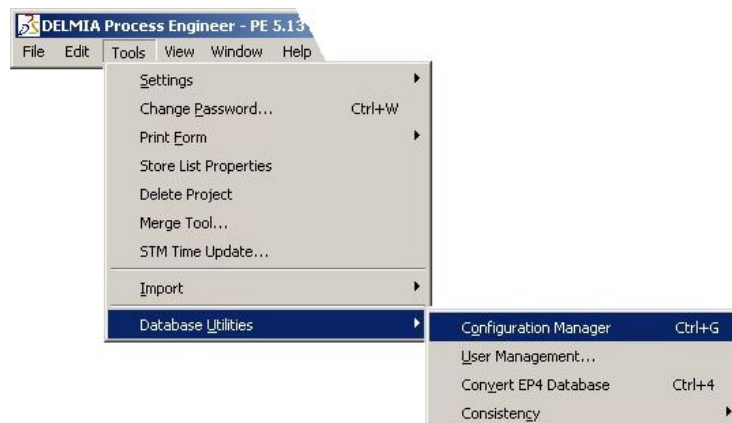 DELMIA Process Engineer - PE 5.13
File Edit Tools View Window Help
Settings
Change Password... Ctrl+W
Print Form
Store List Properties
Delete Project
Merge Tool...
STM Time Update...
Import
Database Utilities
Configuration Manager Ctrl+G
User Management...
Convert EP4 Database Ctrl+4
Consistency